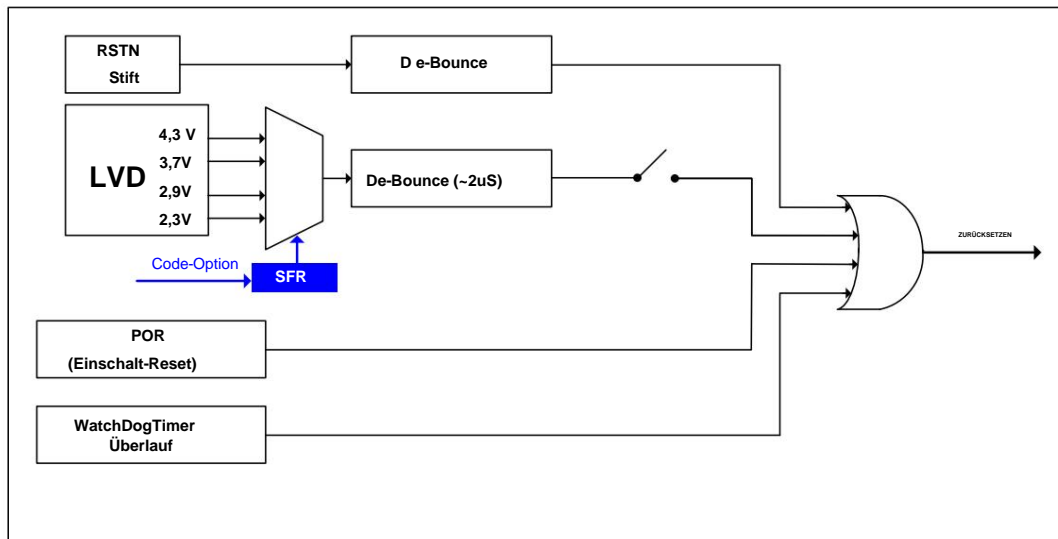 RSTN
Stift
D e-Bounce
LVD
4,3 V
3,7V
2,9V
2,3V
De-Bounce (~2uS)
Code-Option
SFR
ZURÜCKSETZEN
POR
(Einschalt-Reset)
WatchDogTimer
Überlauf